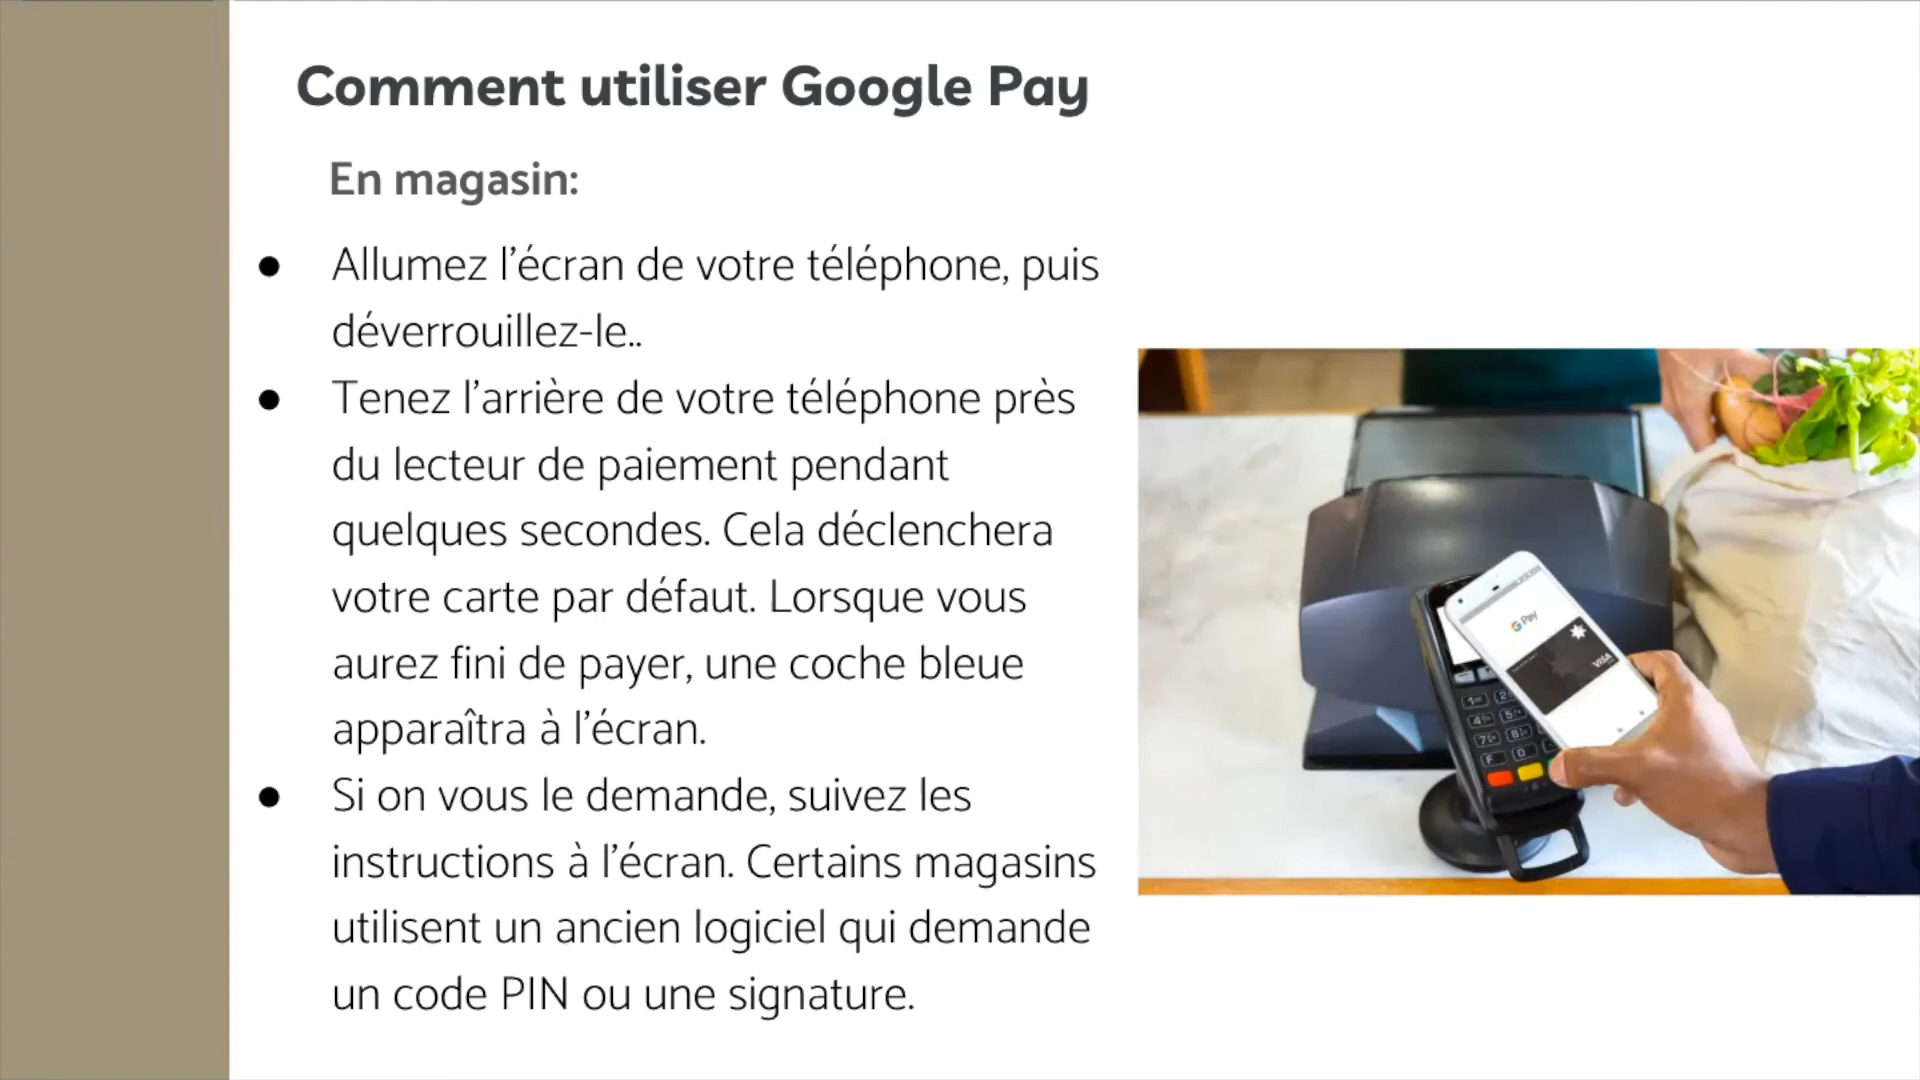 Comment utiliser Google Pay
En magasin:
● Allumez l'écran de votre téléphone, puis
déverrouillez-le..
● Tenez l'arrière de votre téléphone près
du lecteur de paiement pendant
quelques secondes. Cela déclenchera
votre carte par défaut. Lorsque vous
aurez fini de payer, une coche bleue
apparaîtra à l'écran.
● Si on vous le demande, suivez les
instructions à l'écran. Certains magasins
utilisent un ancien logiciel qui demande
un code PIN ou une signature.
G Pay
VISA